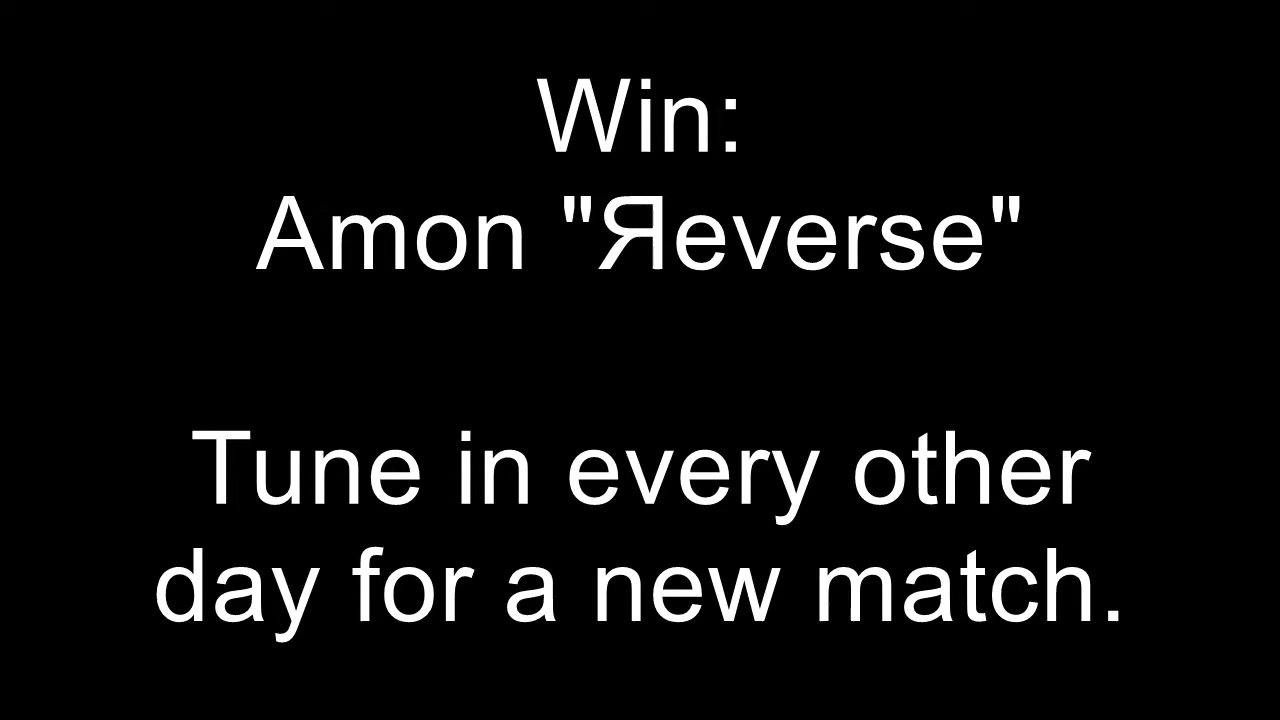 Win:
Amon "Яeverse"
Tune in every other
day for a new match.